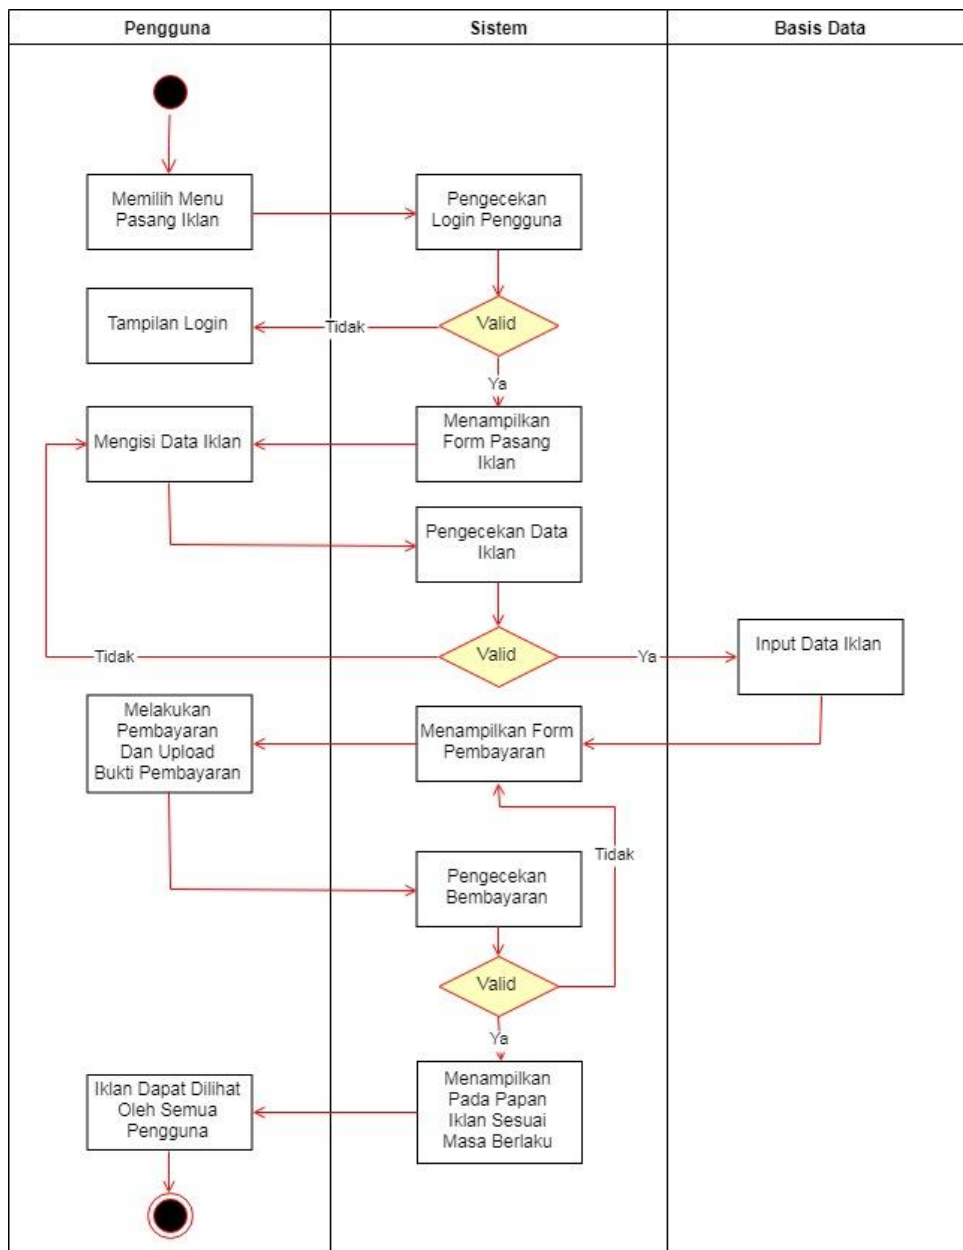 Pengguna
Sistem
Basis Data
Memilih Menu
Pasang Iklan
Pengecekan
Login Pengguna
Tampilan Login
Tidak
Valid
Ya
Mengisi Data Iklan
Menampilkan
Form Pasang
Iklan
Pengecekan Data
Iklan
Tidak
Valid
Ya
Input Data Iklan
Melakukan
Pembayaran
Dan Upload
Bukti Pembayaran
Menampilkan Form
Pembayaran
Tidak
Pengecekan
Bembayaran
Valid
Ya
Iklan Dapat Dilihat
Oleh Semua
Pengguna
Menampilkan
Pada Papan
Iklan Sesuai
Masa Berlaku